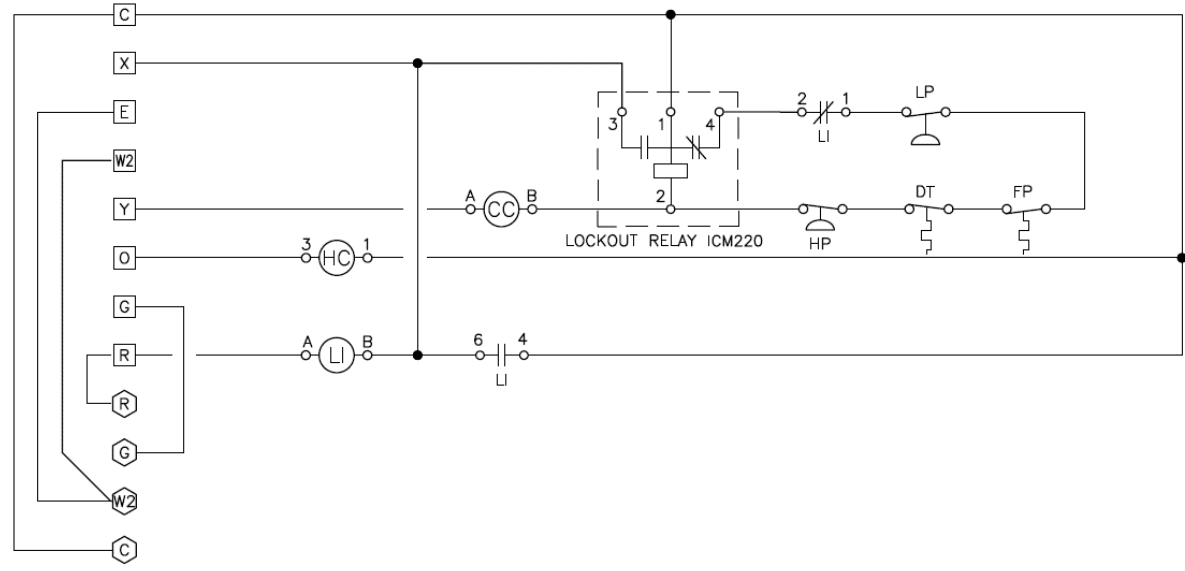 C
X
3 1 4
2 1
LI
LP
E
W2
Y
A CC B
2
LOCKOUT RELAY ICM220
HP
DT
FP
O
3 HC 1
G
R
A LI B
6 4
LI
R
G
W2
C